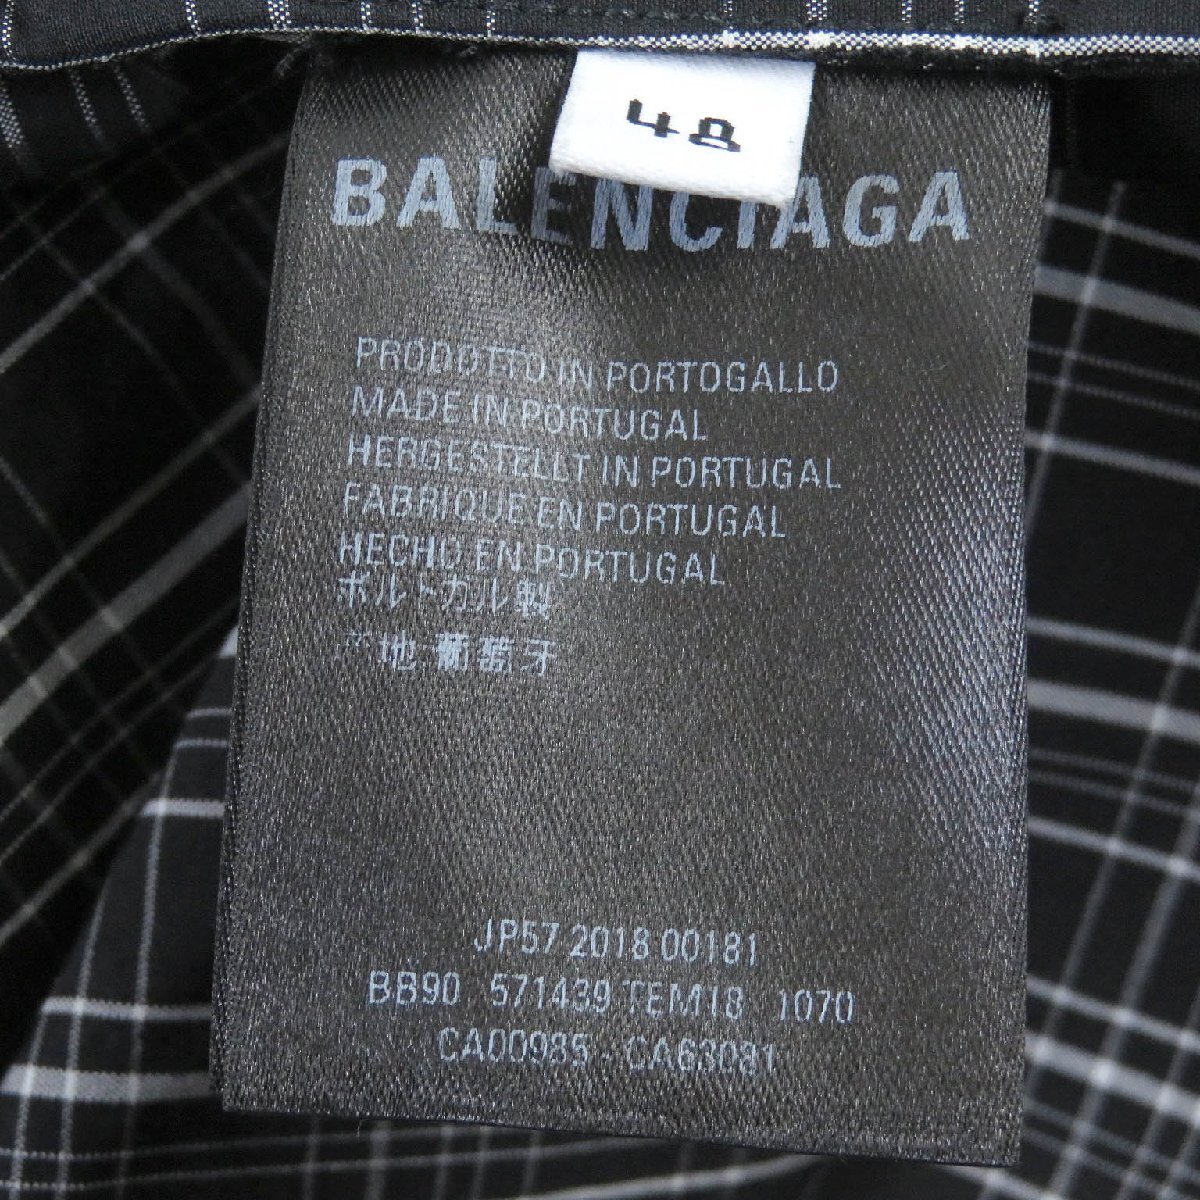 48
BALENCIAGA
PRODOTTO IN PORTOGALLO
MADE IN PORTUGAL
HERGESTELLT IN PORTUGAL
FABRIQUE EN PORTUGAL
HECHO EN PORTUGAL
ポルトガル製
地 葡萄牙
JP57 2018 00181
BB90 571439 TEM18 1070
CA00985 - CA63081